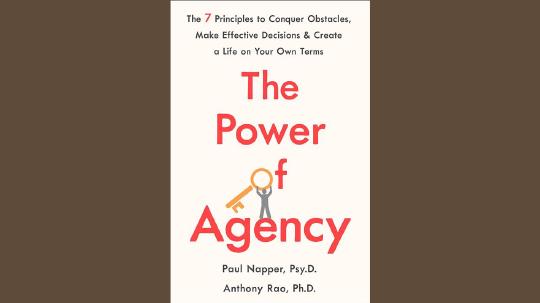 The 7 Principles to Conquer Obstacles,
Make Effective Decisions & Create
a Life on Your Own Terms
The
Power
of
Agency
Paul Napper, Psy.D.
Anthony Rao, Ph.D.